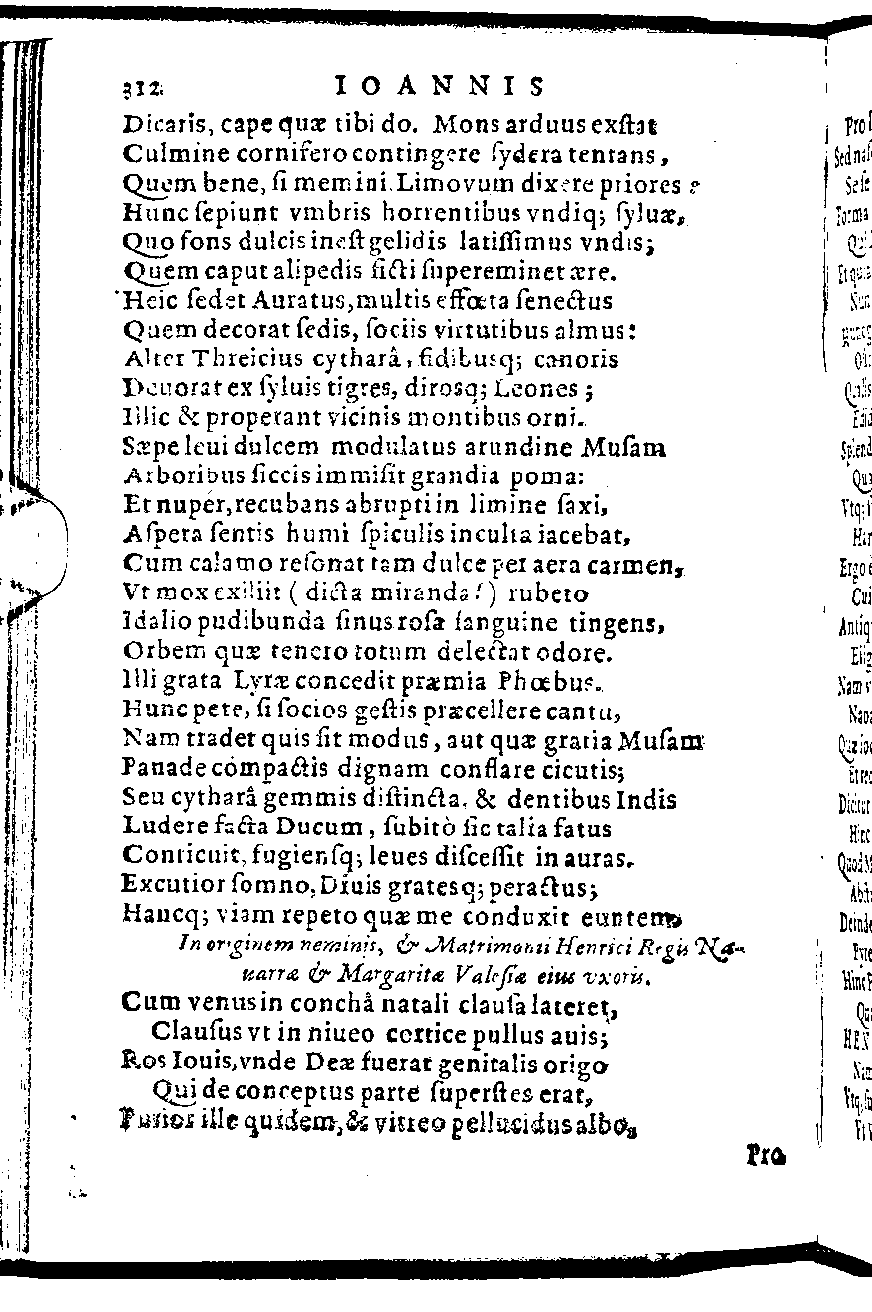 312. IOANNIS
Dicaris, cape quæ tibi do. Mons arduus exſtat
Culmine cornifero contingere ſydera tentans,
Quem bene, ſi memini. Limovum dixere priores:
Hunc ſepiunt vmbris horrentibus vndiq; ſyluæ,
Quo fons dulcis ineſt gelidis latiſſimus vndis;
Quem caput alipedis ficti ſupereminet ære.
Heic ſedet Auratus, multis effœta ſenectus
Quem decorat ſedis, ſociis virtutibus almus:
Alter Threicius cytharâ, fidibuſq; canoris
Deuorat ex ſyluis tigres, diroſq; Leones;
Illic & properant vicinis montibus orni.
Sæpe leui dulcem modulatus arundine Muſam
Arboribus ſiccis immiſit grandia poma:
Et nupér, recubans abrupti in limine ſaxi,
Aſpera ſentis humi ſpiculis inculta iacebat,
Cum calamo reſonat tam dulce per aera carmen,
Vt mox exiliit (dicta miranda!) rubeto
Idalio pudibunda ſinus roſa ſanguine tingens,
Orbem quæ tenero totum delectat odore.
Illi grata Lyræ concedit præmia Phœbus.
Hunc pete, ſi ſocios geſtis præcellere cantu,
Nam tradet quis ſit modus, aut quæ gratia Muſam
Panade compactis dignam conflare cicutis;
Seu cytharâ gemmis diſtincta, & dentibus Indis
Ludere facta Ducum, ſubitò ſic talia fatus
Conticuit, fugienſq; leues diſceſſit in auras.
Excutior ſomno, Diuis grateſq; peractus;
Hancq; viam repeto quæ me conduxit euntem.
In originem neminis, & Matrimonii Henrici Regis Na-
uarræ & Margaritæ Valeſiæ eius vxoris.
Cum venus in conchâ natali clauſa lateret,
Clauſus vt in niueo cortice pullus auis;
Ros Iouis, vnde Deæ fuerat genitalis origo
Qui de conceptus parte ſuperſtes erat,
Purior ille quidem, & vitreo pellucidus albo,
Pro